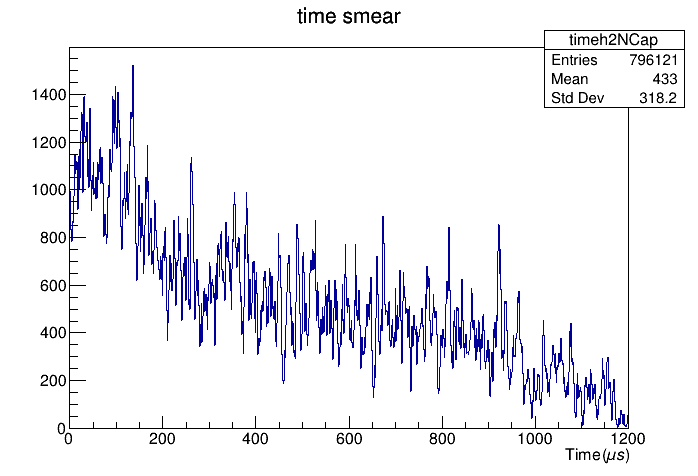 time smear
timeh2NCap
Entries 796121
Mean 433
Std Dev 318.2
1400
1200
1000
800
600
400
200
0
0 200 400 600 800 1000 1200
Time(μs)